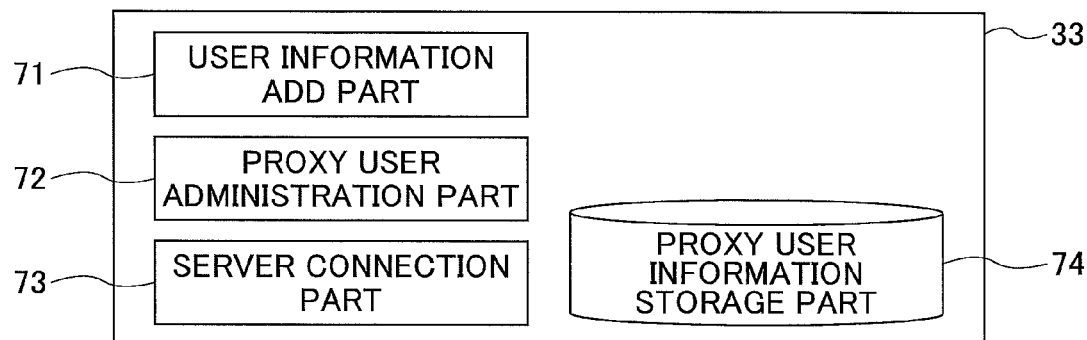 33
71
USER INFORMATION
ADD PART
72
PROXY USER
ADMINISTRATION PART
73
SERVER CONNECTION
PART
PROXY USER
INFORMATION
STORAGE PART
74